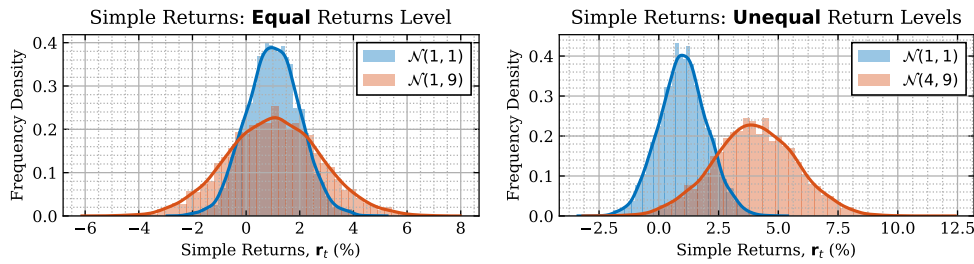 Simple Returns: Equal Returns Level
Frequency Density
0.4
0.3
0.2
0.1
0.0
−6 −4 −2 0 2 4 6 8
Simple Returns, r_t (%)
𝒩(1, 1)
𝒩(1, 9)
Simple Returns: Unequal Return Levels
Frequency Density
0.4
0.3
0.2
0.1
0.0
−2.5 0.0 2.5 5.0 7.5 10.0 12.5
Simple Returns, r_t (%)
𝒩(1, 1)
𝒩(4, 9)